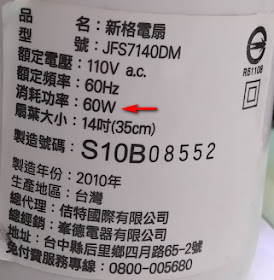 品名：新格電扇
型號：JFS7140DM
額定電壓：110V a.c.
額定頻率：60Hz
消耗功率：60W
扇葉大小：14吋(35cm)
製造號碼：S10B08552
製造年份：2010年
生產地區：台灣
總代理：佶特國際有限公司
總經銷：峯德電器有限公司
地址：台中縣后里鄉四月路65-2號
免付費服務專線：0800-005680
R61108